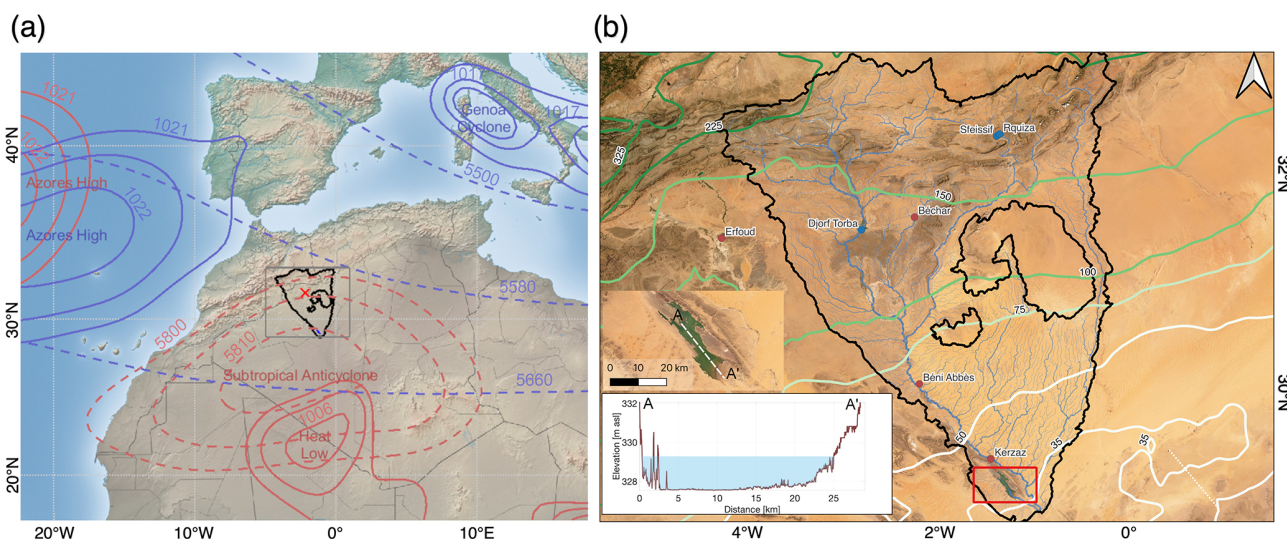 (a)
1021
1012
Azores High
1021
1022
Azores High
Genoa
Cyclone
1017
5500
5580
5660
5800
5810
Subtropical Anticyclone
1006
Heat
Low
40°N
30°N
20°N
20°W
10°W
0°
10°E
(b)
325
225
Sfeissif
Rquiza
150
Béchar
Djorf Torba
Erfoud
100
75
A
A'
0
10
20 km
Béni Abbès
50
Kerzaz
35
35
A
A'
332
330
328
Elevation [m asl]
0
5
10
15
20
25
Distance [km]
32°N
30°N
4°W
2°W
0°